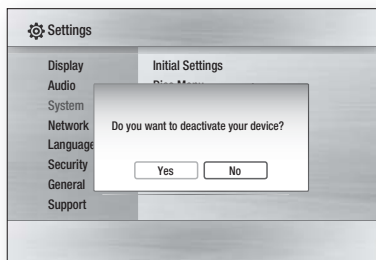 Settings
Display
Initial Settings
Audio
System
Network
Language
Security
General
Support
Do you want to deactivate your device?
Yes
No